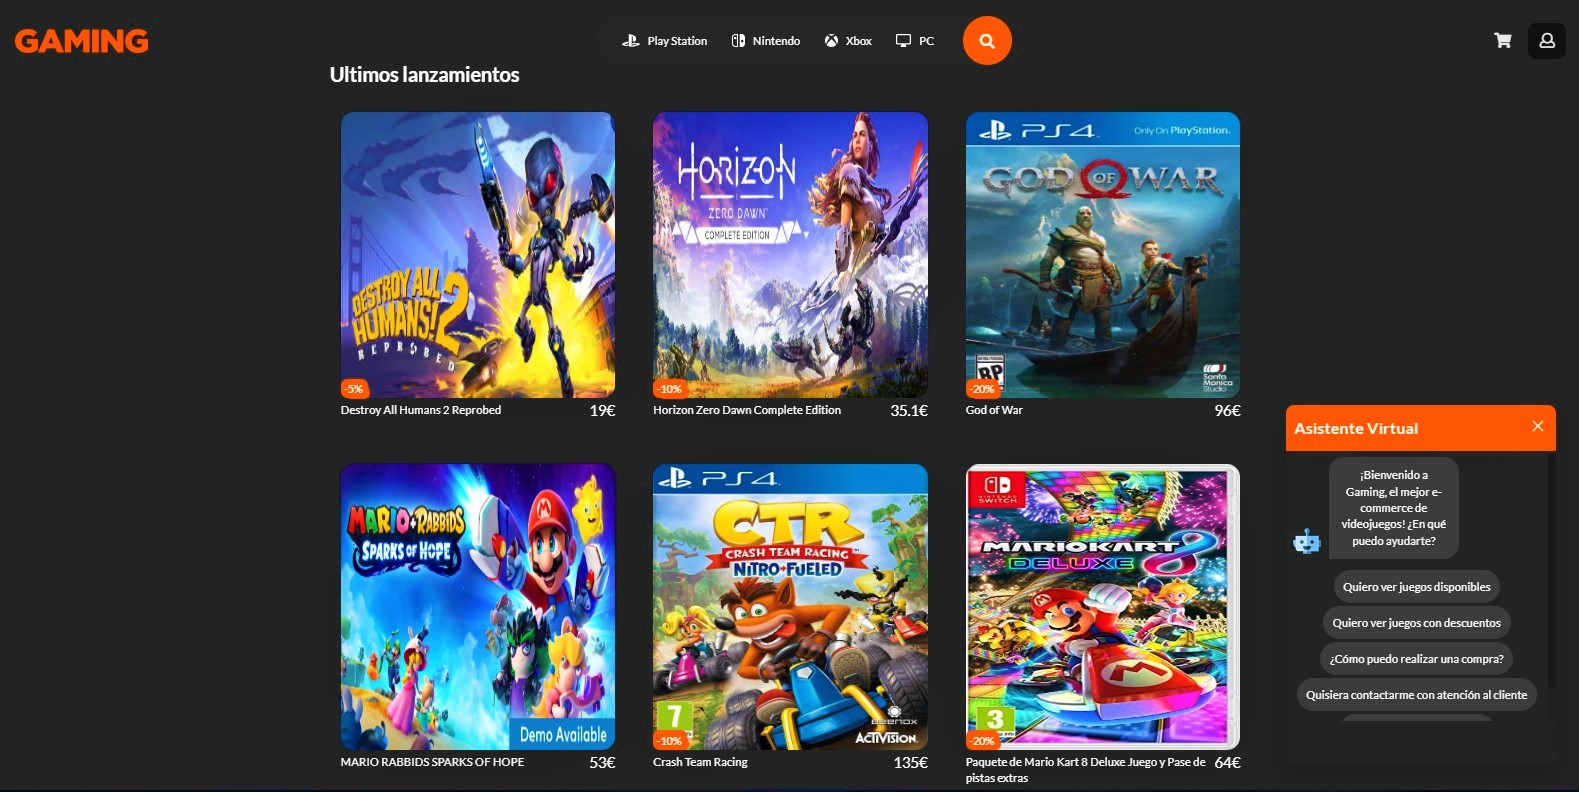 GAMING
Play Station
Nintendo
Xbox
PC
Ultimos lanzamientos
DESTROY ALL
HUMANS! 2
REPROBED
-5%
Destroy All Humans 2 Reprobed
19€
HORIZON
ZERO DAWN
COMPLETE EDITION
-10%
Horizon Zero Dawn Complete Edition
35.1€
PS4
Only On PlayStation.
GOD OF WAR
RP
Santa
Monica
Studio
-20%
God of War
96€
MARIO+RABBIDS
SPARKS OF HOPE
Demo Available
MARIO RABBIDS SPARKS OF HOPE
53€
PS4
CTR
CRASH TEAM RACING
NITRO-FUELED
7
BEENOX
ACTIVISION
-10%
Crash Team Racing
135€
NINTENDO
SWITCH
MARIOKART 8
DELUXE
3
-20%
Paquete de Mario Kart 8 Deluxe Juego y Pase de
pistas extras
64€
Asistente Virtual
¡Bienvenido a
Gaming, el mejor e-
commerce de
videojuegos! ¿En qué
puedo ayudarte?
Quiero ver juegos disponibles
Quiero ver juegos con descuentos
¿Cómo puedo realizar una compra?
Quisiera contactarme con atención al cliente